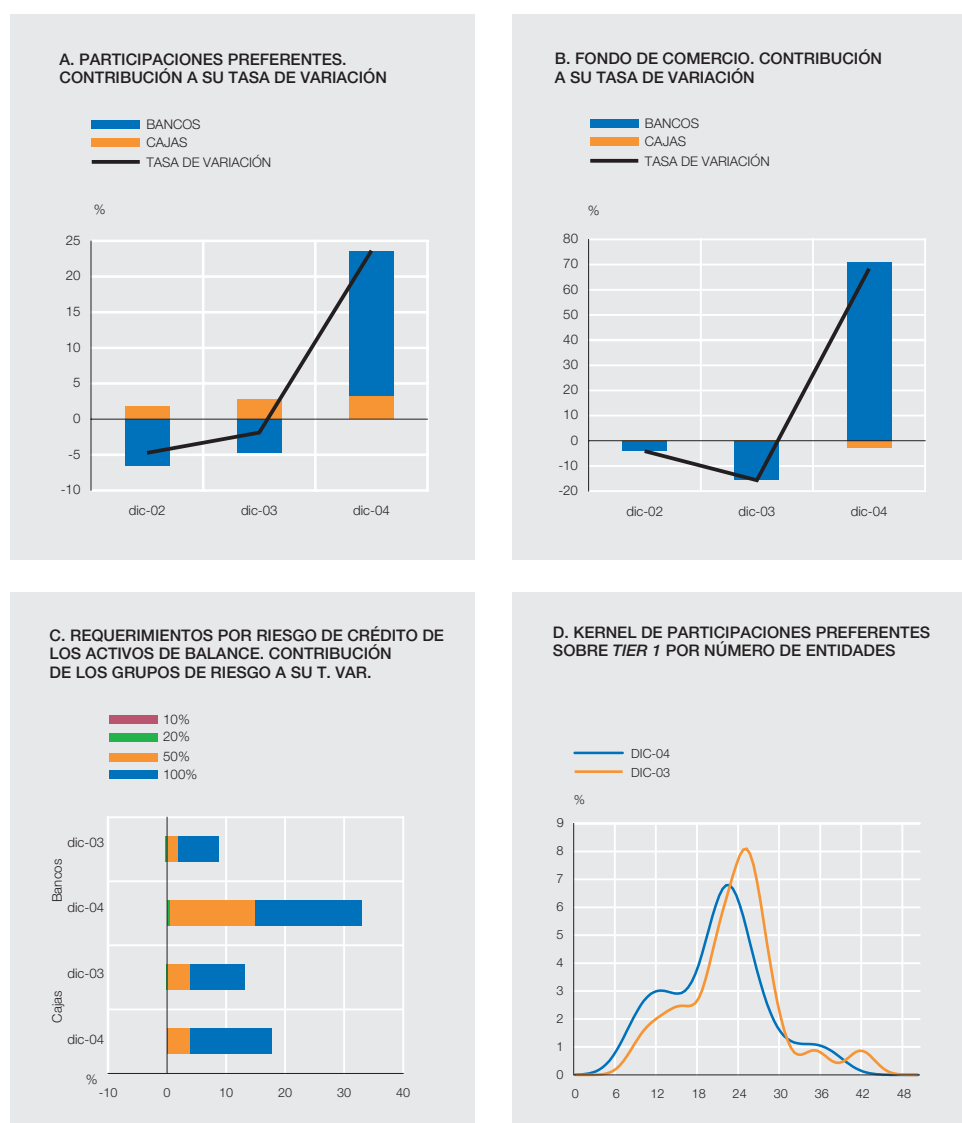 A. PARTICIPACIONES PREFERENTES.
CONTRIBUCIÓN A SU TASA DE VARIACIÓN
BANCOS
CAJAS
TASA DE VARIACIÓN
%
25
20
15
10
5
0
-5
-10
dic-02 dic-03 dic-04
B. FONDO DE COMERCIO. CONTRIBUCIÓN
A SU TASA DE VARIACIÓN
BANCOS
CAJAS
TASA DE VARIACIÓN
%
80
70
60
50
40
30
20
10
0
-10
-20
dic-02 dic-03 dic-04
C. REQUERIMIENTOS POR RIESGO DE CRÉDITO DE
LOS ACTIVOS DE BALANCE. CONTRIBUCIÓN
DE LOS GRUPOS DE RIESGO A SU T. VAR.
10%
20%
50%
100%
Bancos
dic-03
dic-04
Cajas
dic-03
dic-04
%
-10 0 10 20 30 40
D. KERNEL DE PARTICIPACIONES PREFERENTES
SOBRE TIER 1 POR NÚMERO DE ENTIDADES
DIC-04
DIC-03
%
9
8
7
6
5
4
3
2
1
0
0 6 12 18 24 30 36 42 48